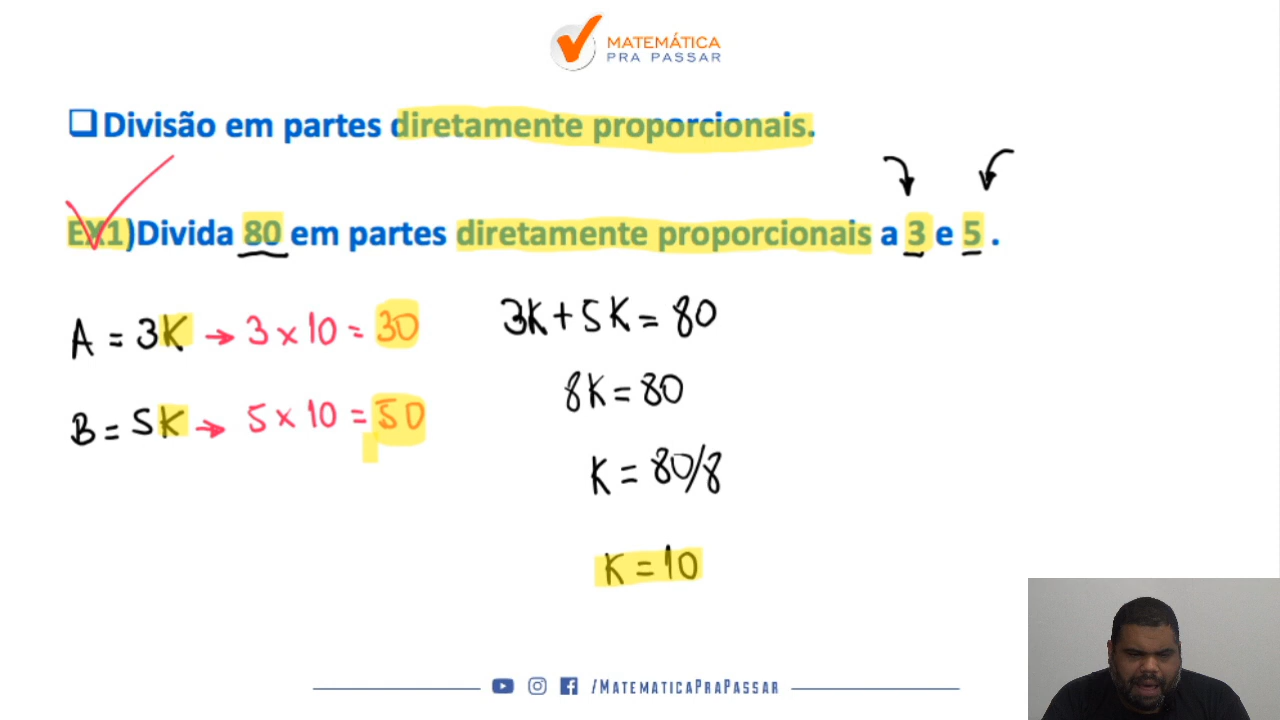 MATEMÁTICA
PRA PASSAR
Divisão em partes diretamente proporcionais.
EX1)Divida 80 em partes diretamente proporcionais a 3 e 5 .
A = 3K → 3 x 10 = 30
B = 5K → 5 x 10 = 50
3K + 5K = 80
8K = 80
K = 80/8
K = 10
/MATEMATICAPRAPASSAR